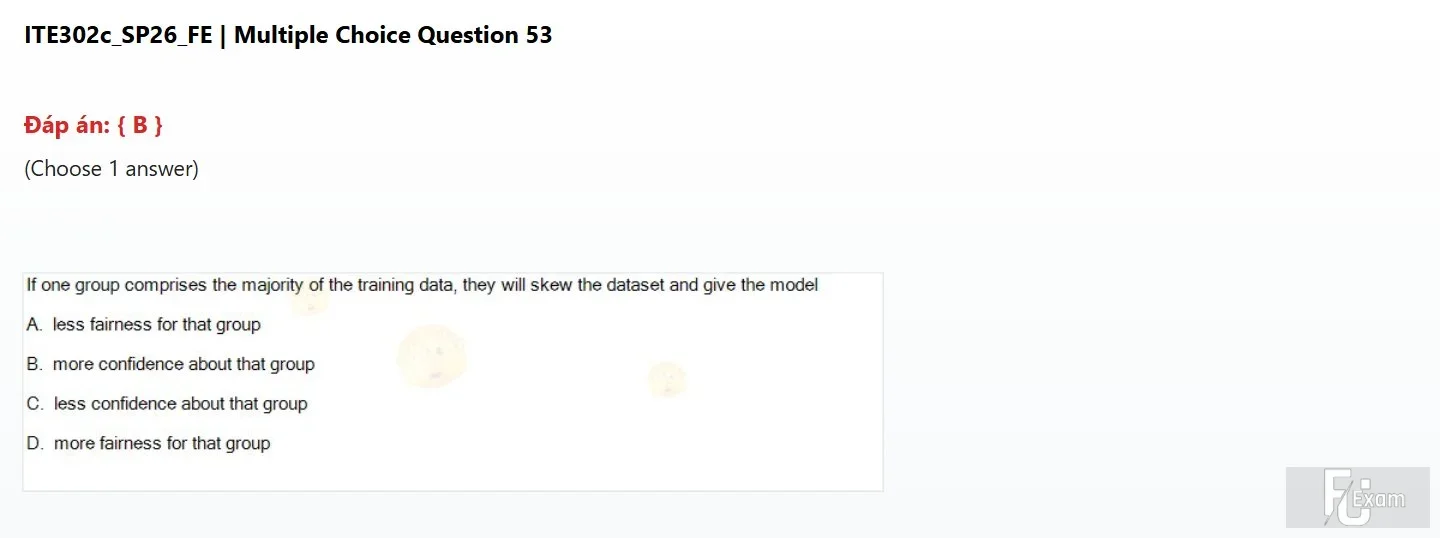 ITE302c_SP26_FE | Multiple Choice Question 53
Đáp án: { B }
(Choose 1 answer)
If one group comprises the majority of the training data, they will skew the dataset and give the model
A. less fairness for that group
B. more confidence about that group
C. less confidence about that group
D. more fairness for that group
FU Exam